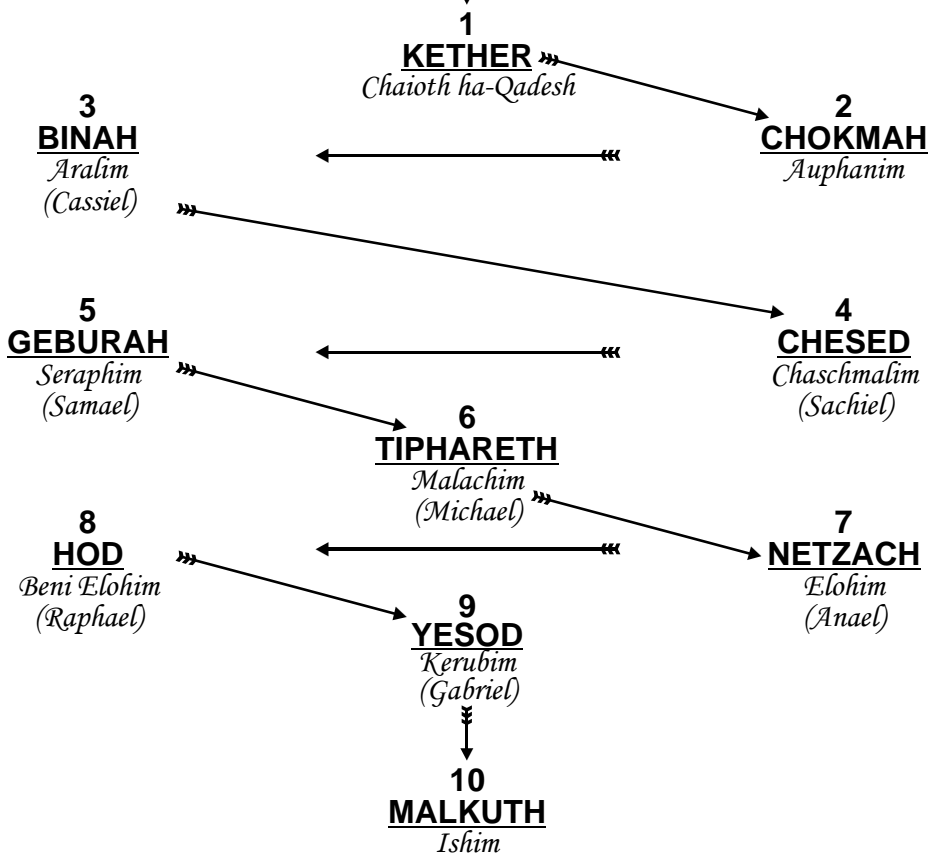 1
KETHER
Chaioth ha-Qadesh
2
CHOKMAH
Auphanim
3
BINAH
Aralim
(Cassiel)
4
CHESED
Chaschmalim
(Sachiel)
5
GEBURAH
Seraphim
(Samael)
6
TIPHARETH
Malachim
(Michael)
7
NETZACH
Elohim
(Anael)
8
HOD
Beni Elohim
(Raphael)
9
YESOD
Kerubim
(Gabriel)
10
MALKUTH
Ishim